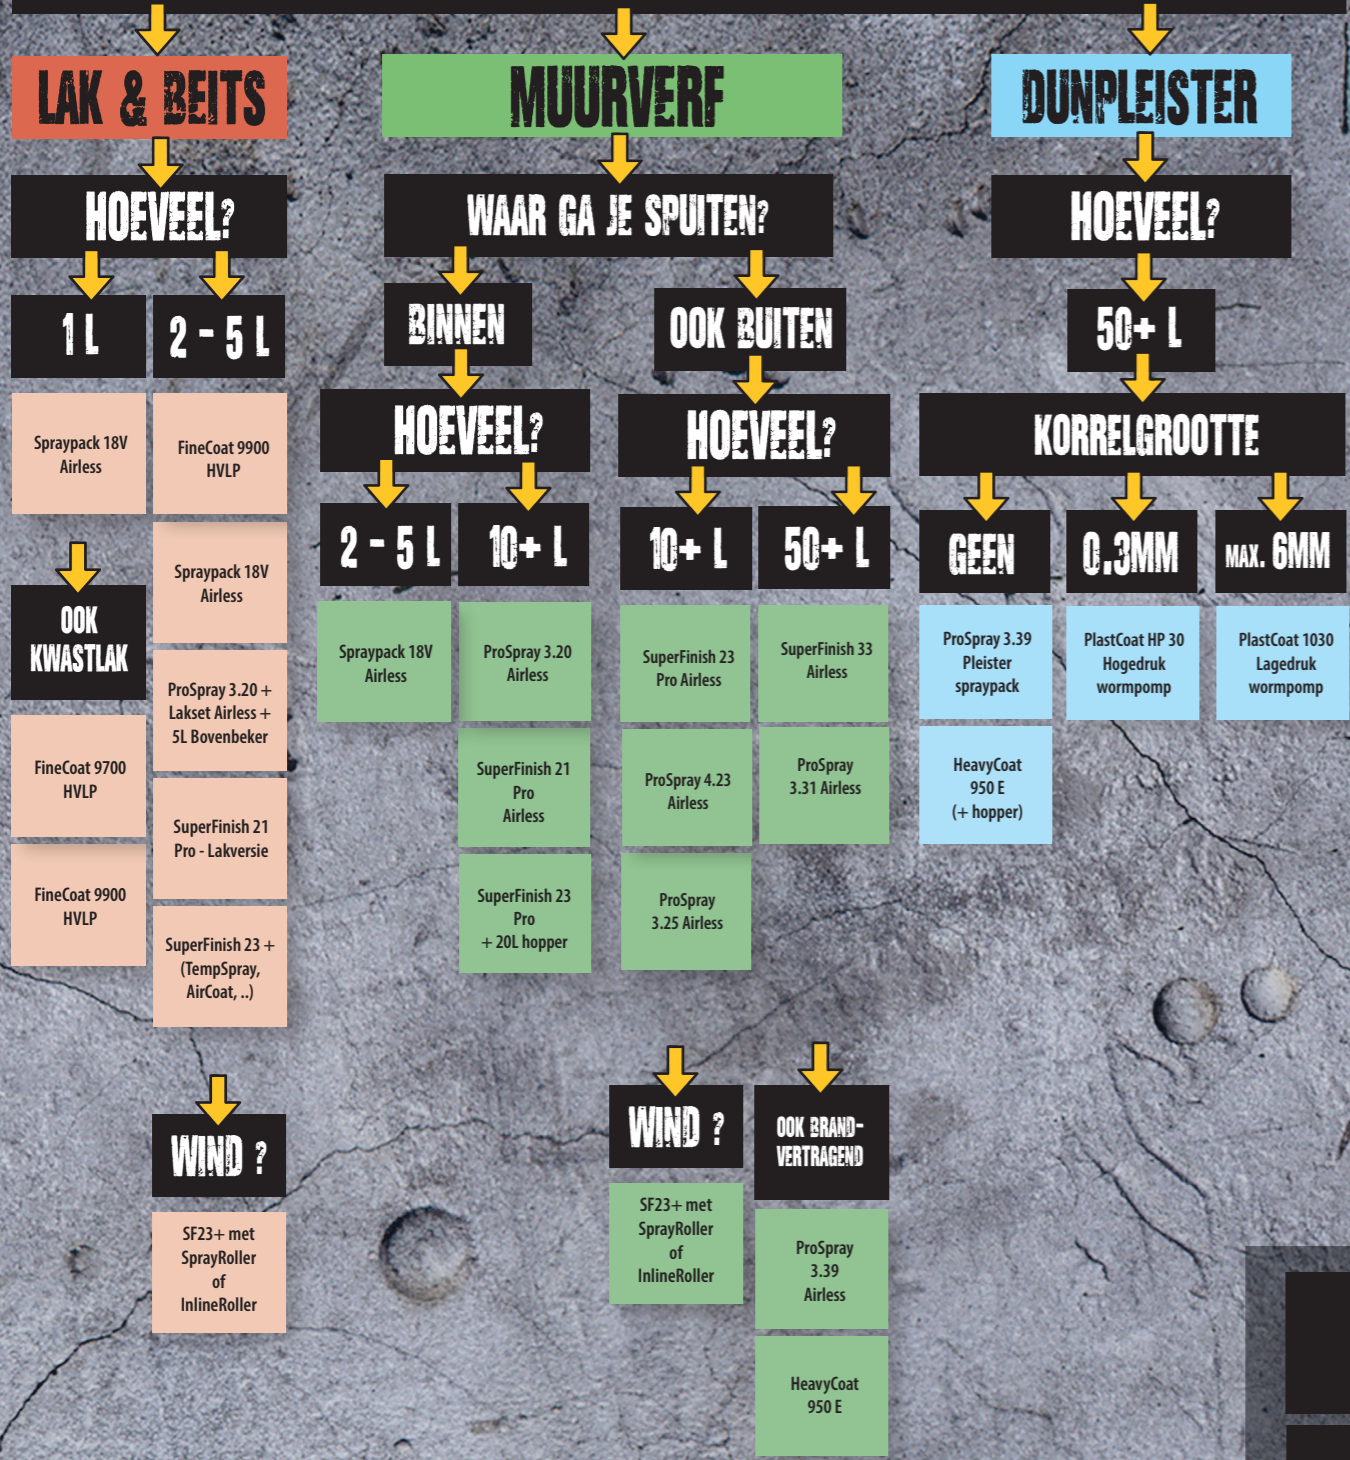 LAK & BEITS
HOEVEEL?
1 L
2 - 5 L
Spraypack 18V
Airless
OOK
KWASTLAK
FineCoat 9700
HVLP
FineCoat 9900
HVLP
FineCoat 9900
HVLP
Spraypack 18V
Airless
ProSpray 3.20 +
Lakset Airless +
5L Bovenbeker
SuperFinish 21
Pro - Lakversie
SuperFinish 23 +
(TempSpray,
AirCoat, ..)
WIND ?
SF23+ met
SprayRoller
of
InlineRoller
MUURVERF
WAAR GA JE SPUITEN?
BINNEN
HOEVEEL?
2 - 5 L
10+ L
Spraypack 18V
Airless
ProSpray 3.20
Airless
SuperFinish 21
Pro
Airless
SuperFinish 23
Pro
+ 20L hopper
OOK BUITEN
HOEVEEL?
10+ L
50+ L
SuperFinish 23
Pro Airless
ProSpray 4.23
Airless
ProSpray
3.25 Airless
WIND ?
SF23+ met
SprayRoller
of
InlineRoller
SuperFinish 33
Airless
ProSpray
3.31 Airless
OOK BRAND-
VERTRAGEND
ProSpray
3.39
Airless
HeavyCoat
950 E
DUNPLEISTER
HOEVEEL?
50+ L
KORRELGROOTTE
GEEN
0.3MM
MAX. 6MM
ProSpray 3.39
Pleister
spraypack
HeavyCoat
950 E
(+ hopper)
PlastCoat HP 30
Hogedruk
wormpomp
PlastCoat 1030
Lagedruk
wormpomp